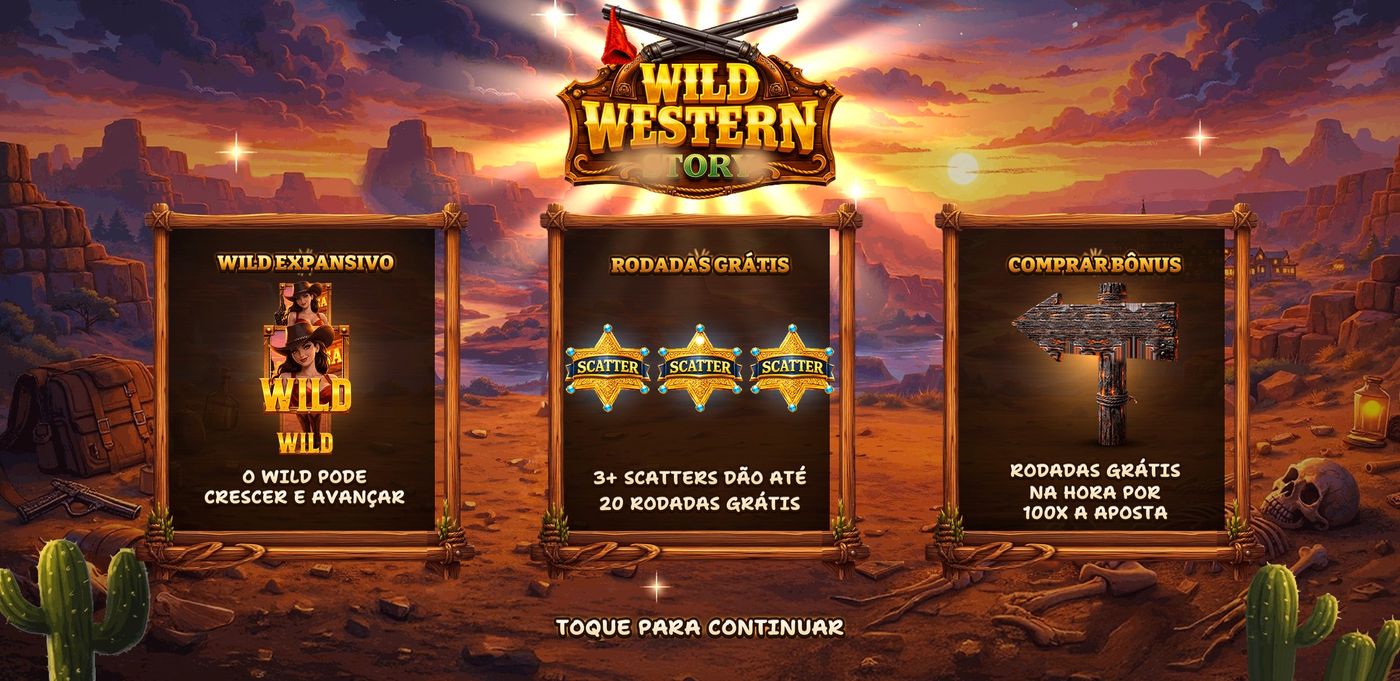 WILD
WESTERN
STORY
WILD EXPANSIVO
WILD
WILD
O WILD PODE
CRESCER E AVANÇAR
RODADAS GRÁTIS
SCATTER SCATTER SCATTER
3+ SCATTERS DÃO ATÉ
20 RODADAS GRÁTIS
COMPRAR BÔNUS
RODADAS GRÁTIS
NA HORA POR
100X A APOSTA
TOQUE PARA CONTINUAR